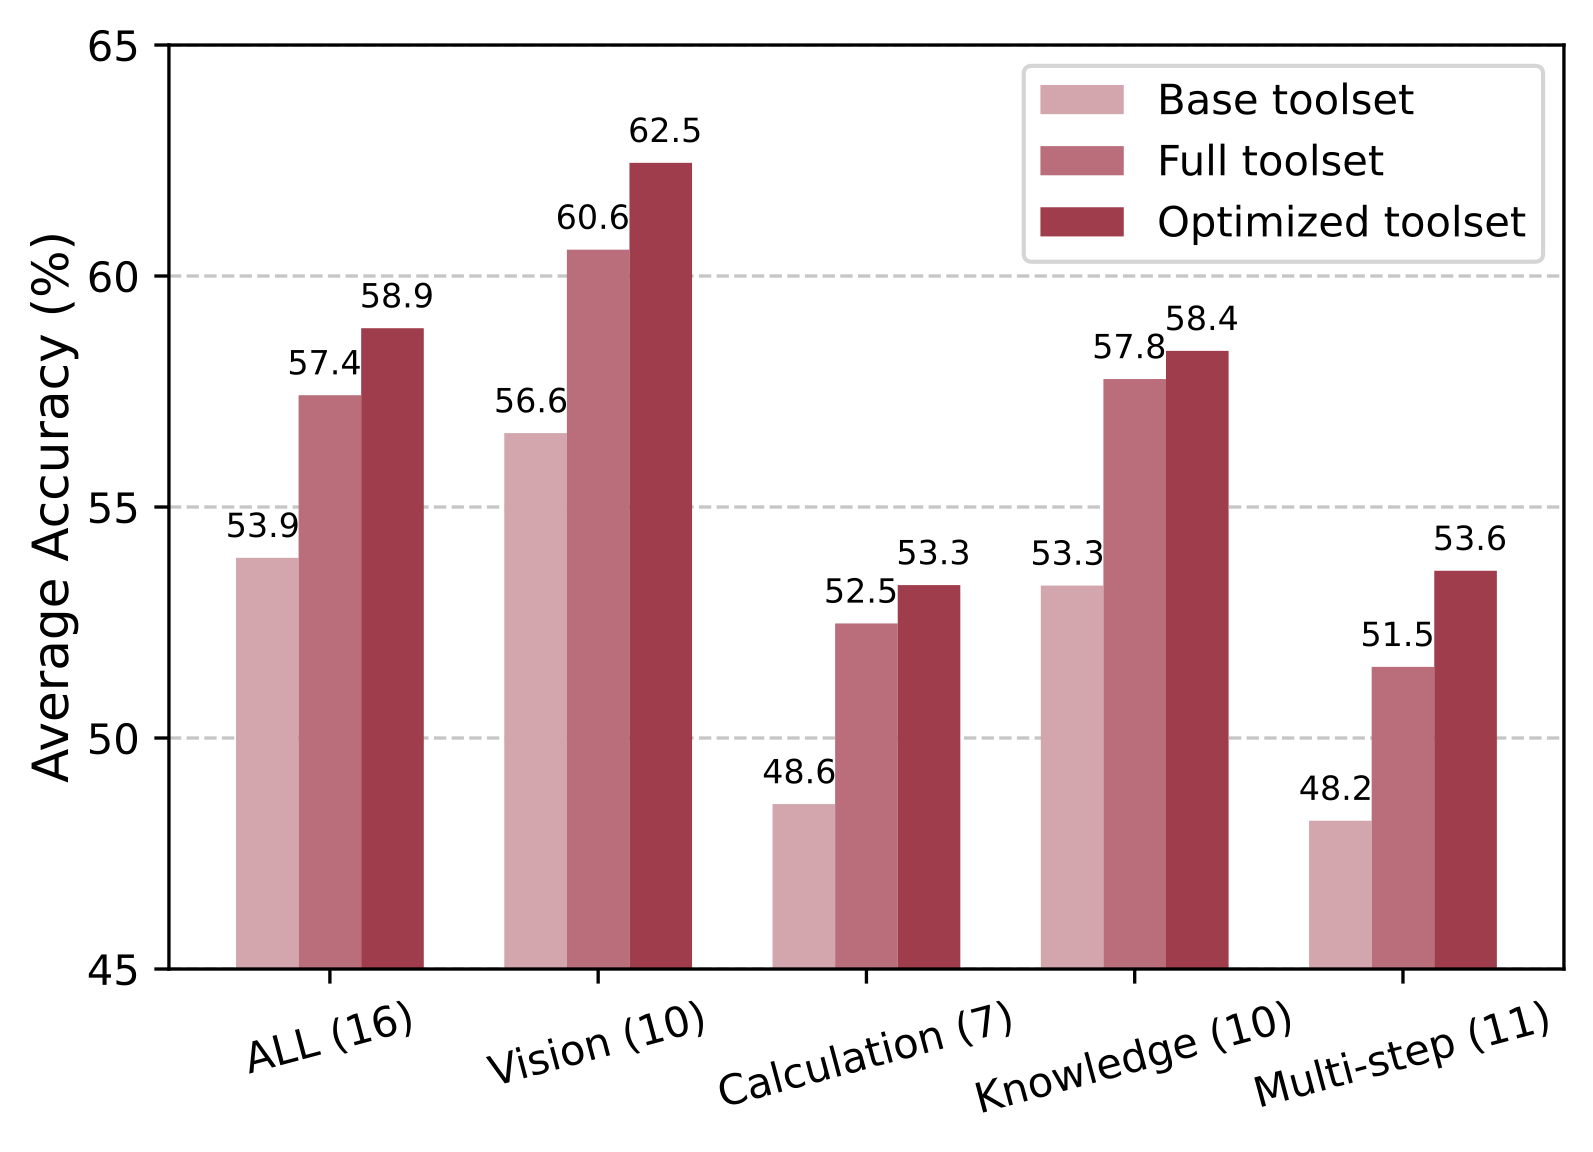 65
60
55
50
45
Average Accuracy (%)
Base toolset
Full toolset
Optimized toolset
53.9
57.4
58.9
56.6
60.6
62.5
48.6
52.5
53.3
53.3
57.8
58.4
48.2
51.5
53.6
ALL (16)
Vision (10)
Calculation (7)
Knowledge (10)
Multi-step (11)